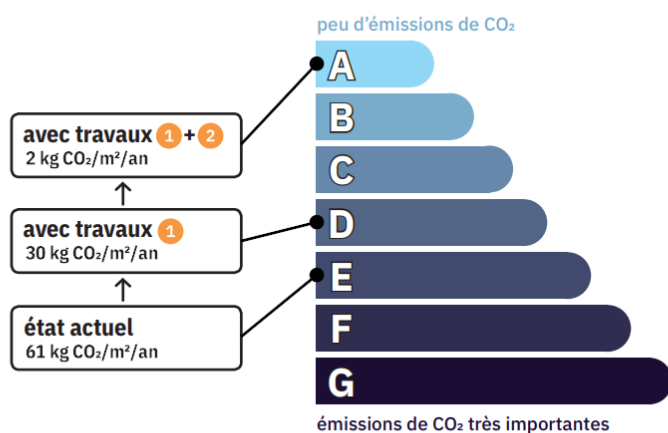 peu d'émissions de CO₂
A
B
C
D
E
F
G
émissions de CO₂ très importantes
avec travaux 1 + 2
2 kg CO₂/m²/an
avec travaux 1
30 kg CO₂/m²/an
état actuel
61 kg CO₂/m²/an